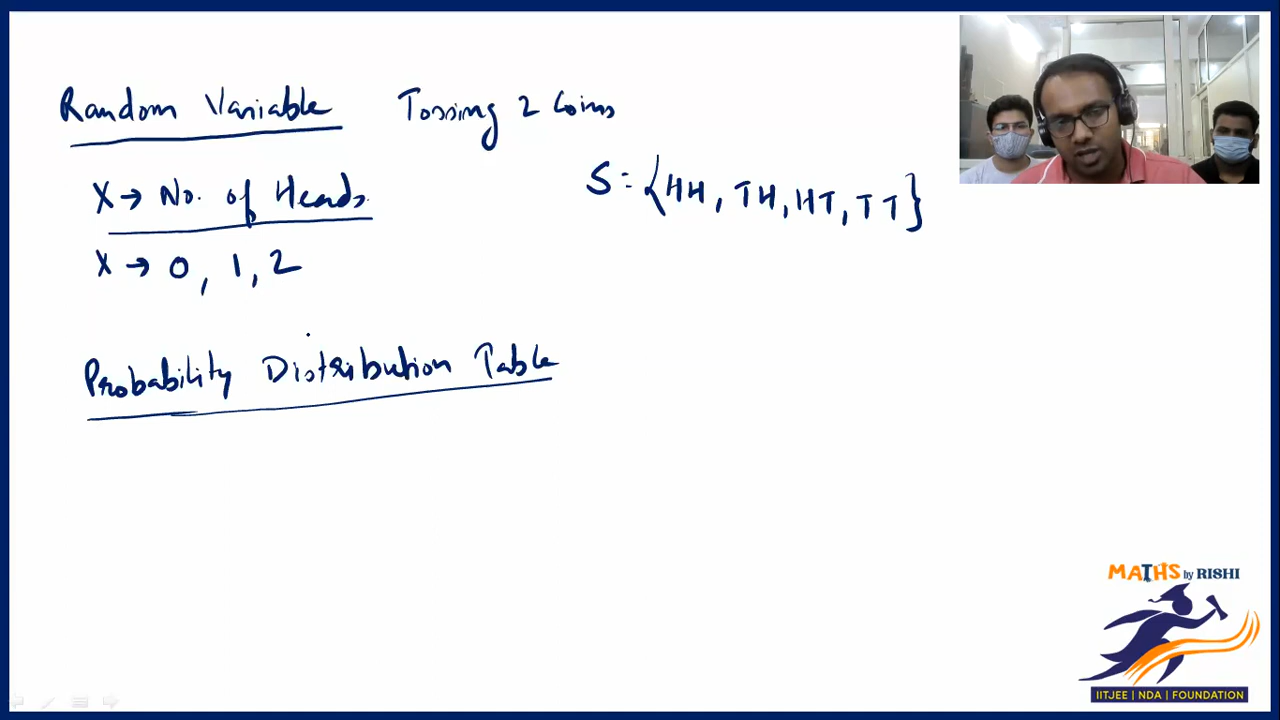 Random Variable Tossing 2 Coins
X → No. of Heads.
S = {HH, TH, HT, TT}
X → 0, 1, 2
Probability Distribution Table
MATHS by RISHI
IITJEE | NDA | FOUNDATION